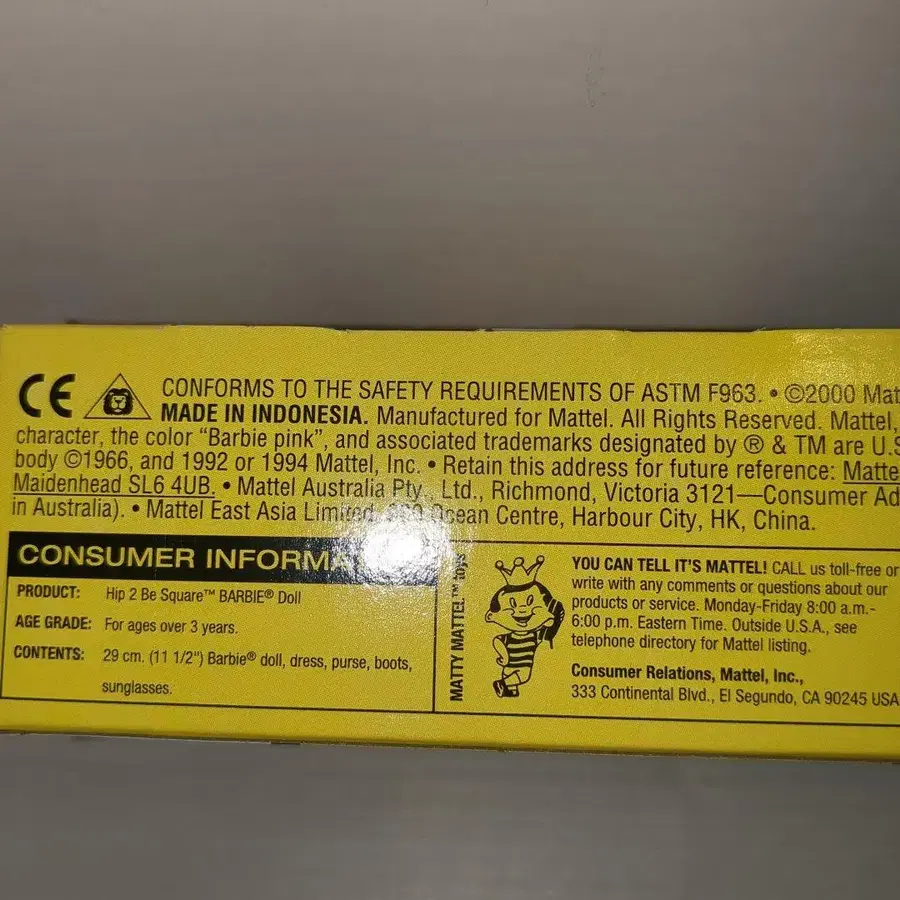 CE CONFORMS TO THE SAFETY REQUIREMENTS OF ASTM F963. • ©2000 Mat
MADE IN INDONESIA. Manufactured for Mattel. All Rights Reserved. Mattel,
character, the color "Barbie pink", and associated trademarks designated by ® & TM are U.S
body ©1966, and 1992 or 1994 Mattel, Inc. • Retain this address for future reference: Matte
Maidenhead SL6 4UB. • Mattel Australia Pty., Ltd., Richmond, Victoria 3121—Consumer Ad
in Australia). • Mattel East Asia Limited, Ocean Centre, Harbour City, HK, China.
CONSUMER INFORMA
PRODUCT: Hip 2 Be Square™ BARBIE® Doll
AGE GRADE: For ages over 3 years.
CONTENTS: 29 cm. (11 1/2") Barbie® doll, dress, purse, boots,
sunglasses.
MATTY MATTEL™ toys
YOU CAN TELL IT'S MATTEL! CALL us toll-free or
write with any comments or questions about our
products or service. Monday-Friday 8:00 a.m.-
6:00 p.m. Eastern Time. Outside U.S.A., see
telephone directory for Mattel listing.
Consumer Relations, Mattel, Inc.,
333 Continental Blvd., El Segundo, CA 90245 USA